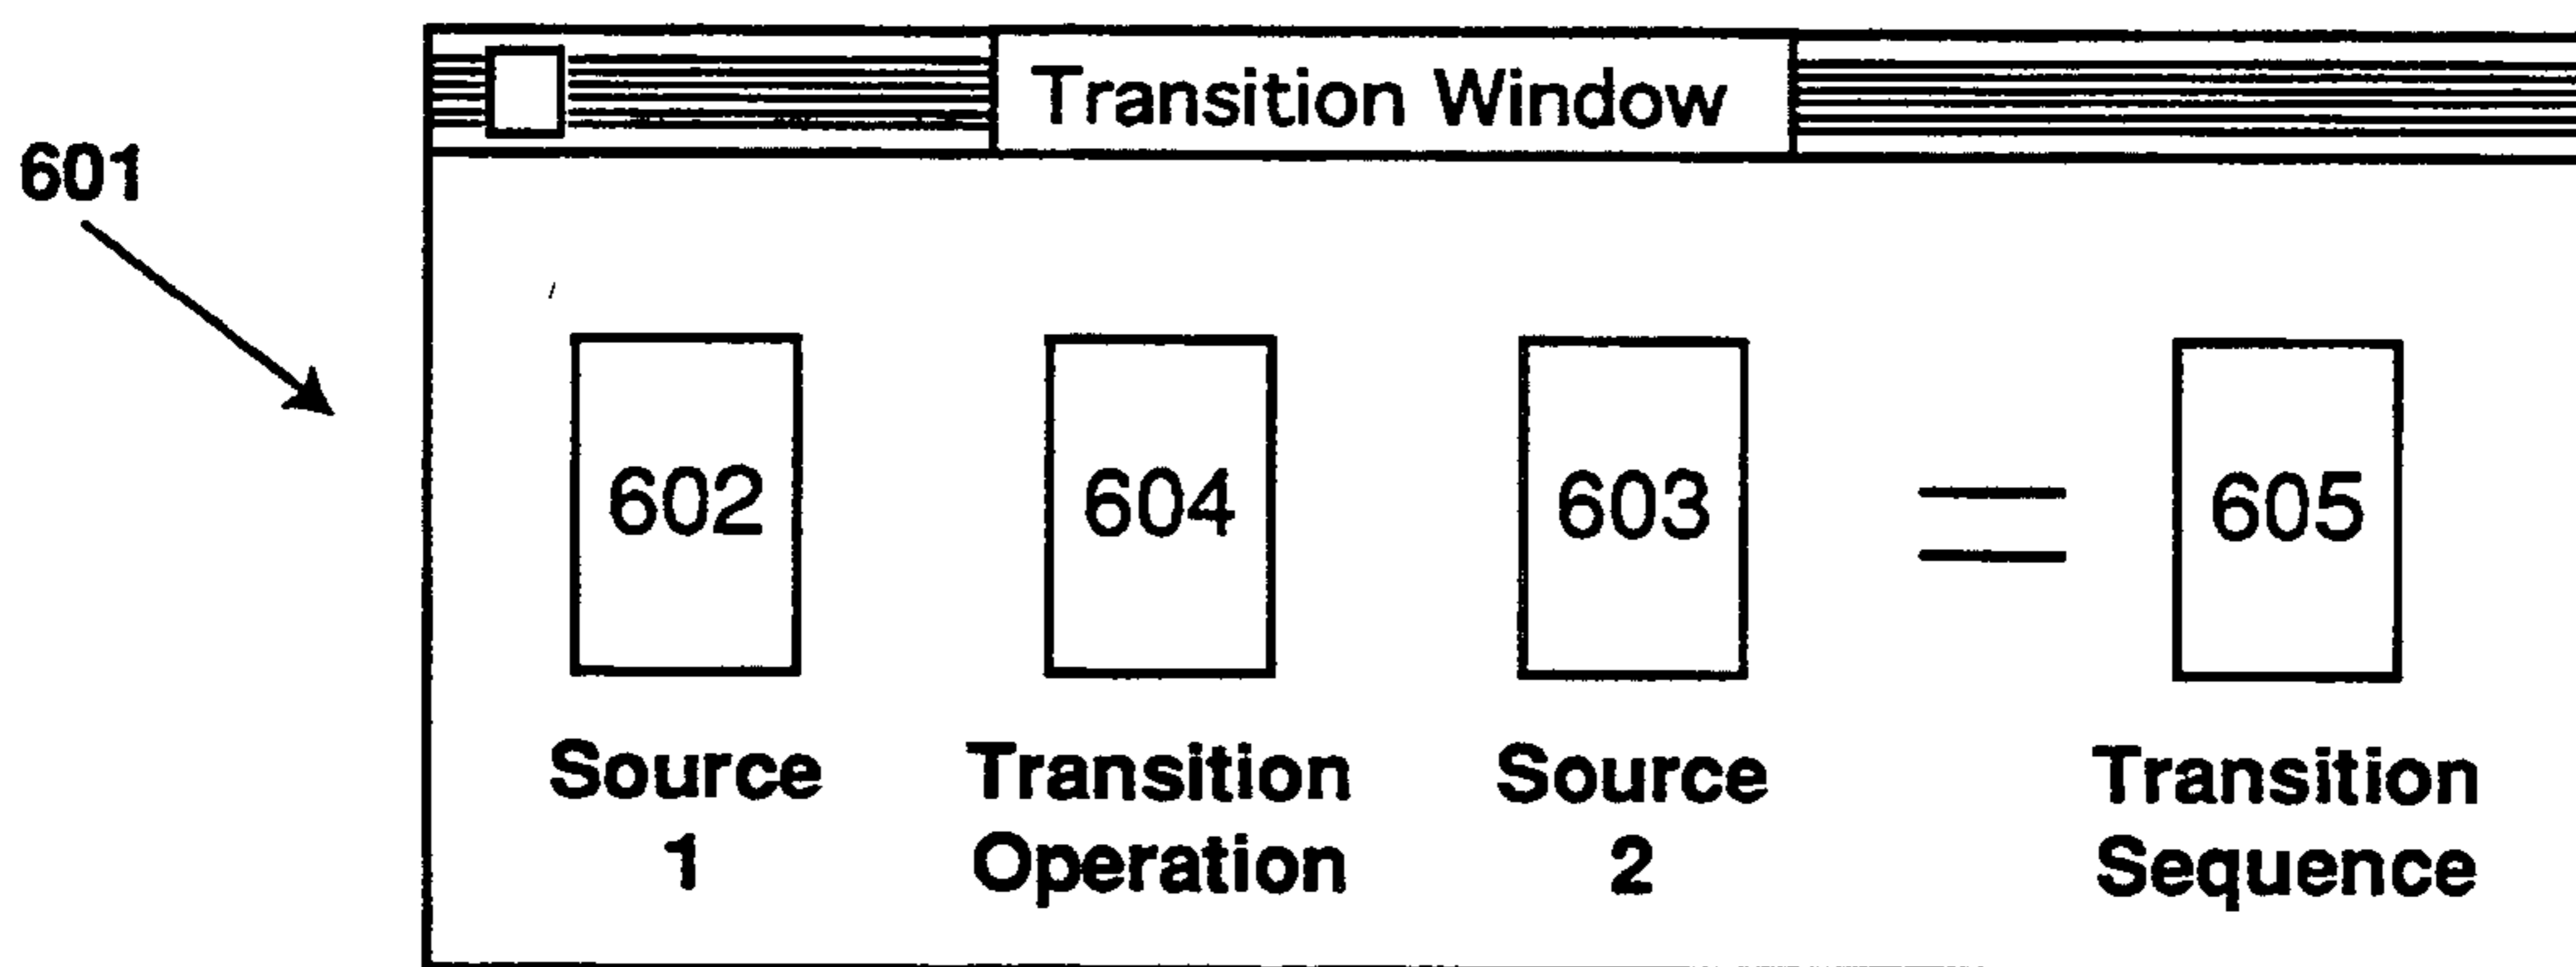 Transition Window
601
602 604 603 = 605
Source Transition Source Transition
1 Operation 2 Sequence